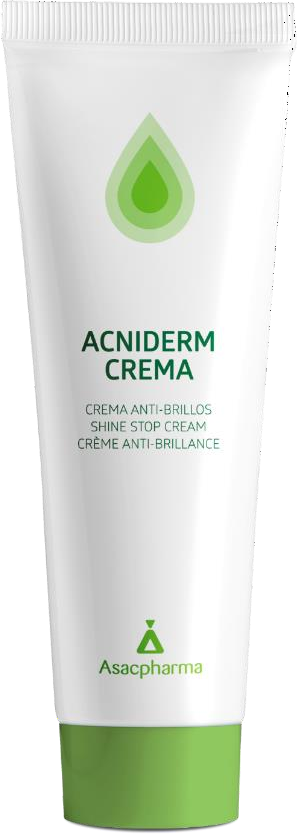 ACNIDERM
CREMA
CREMA ANTI-BRILLOS
SHINE STOP CREAM
CRÈME ANTI-BRILLANCE
Asacpharma